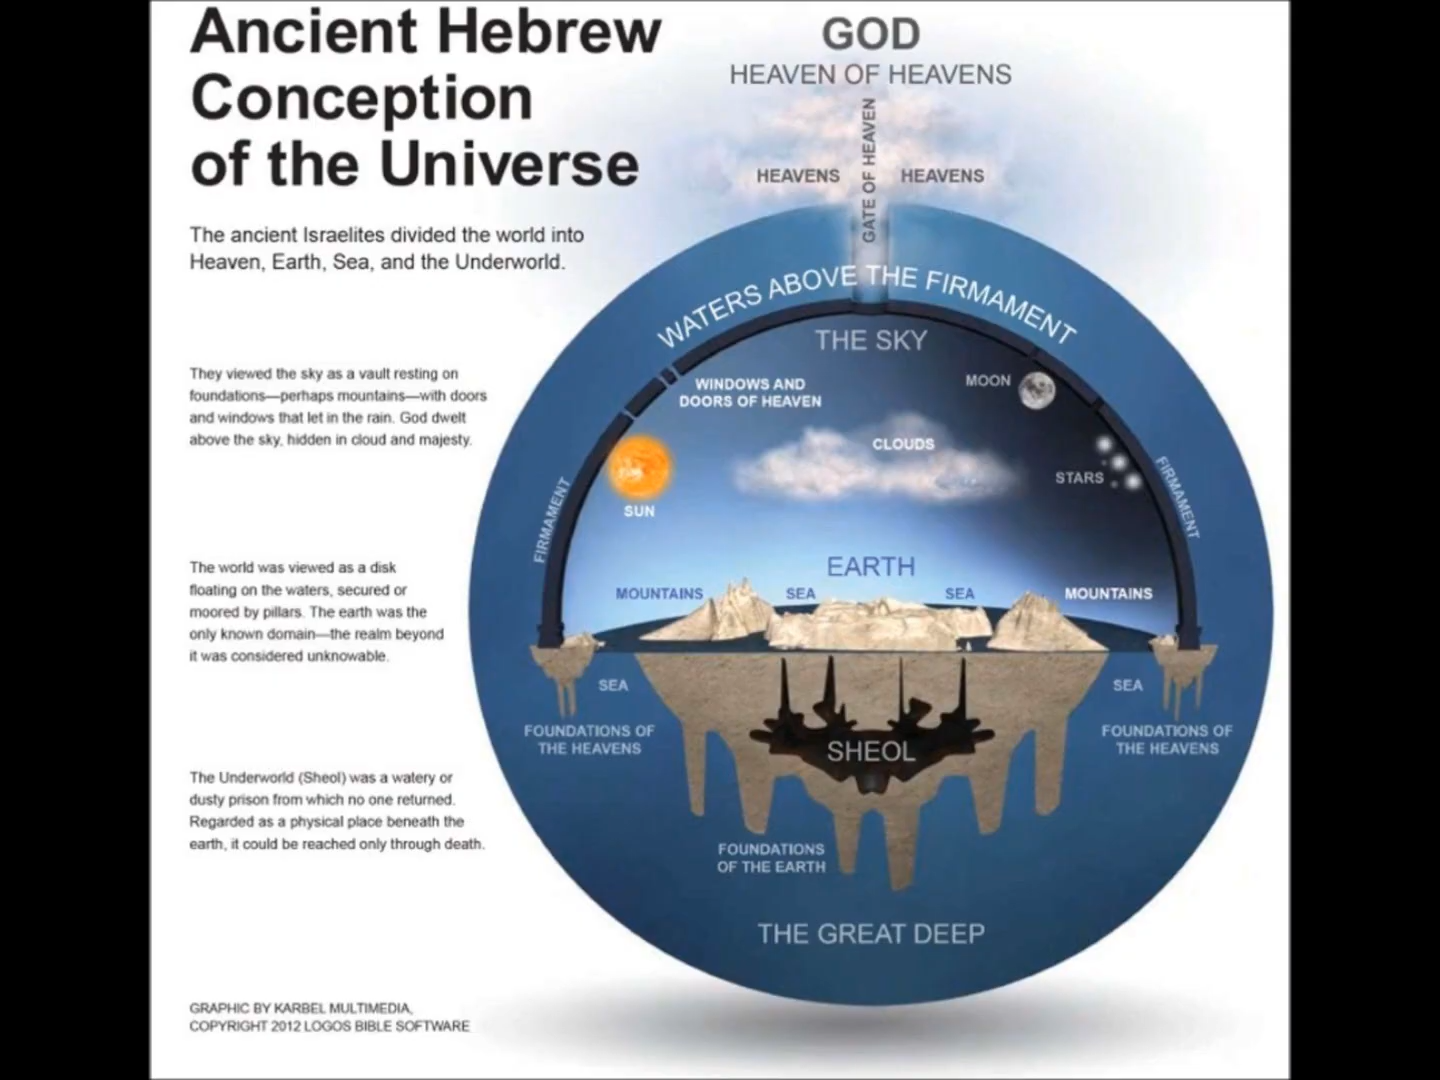 Ancient Hebrew
Conception
of the Universe
The ancient Israelites divided the world into
Heaven, Earth, Sea, and the Underworld.
They viewed the sky as a vault resting on
foundations—perhaps mountains—with doors
and windows that let in the rain. God dwelt
above the sky, hidden in cloud and majesty.
The world was viewed as a disk
floating on the waters, secured or
moored by pillars. The earth was the
only known domain—the realm beyond
it was considered unknowable.
The Underworld (Sheol) was a watery or
dusty prison from which no one returned.
Regarded as a physical place beneath the
earth, it could be reached only through death.
GRAPHIC BY KARBEL MULTIMEDIA,
COPYRIGHT 2012 LOGOS BIBLE SOFTWARE
GOD
HEAVEN OF HEAVENS
GATE OF HEAVEN
HEAVENS
HEAVENS
WATERS ABOVE THE FIRMAMENT
THE SKY
WINDOWS AND
DOORS OF HEAVEN
MOON
CLOUDS
STARS
SUN
FIRMAMENT
FIRMAMENT
EARTH
MOUNTAINS
SEA
SEA
MOUNTAINS
SEA
SEA
FOUNDATIONS OF
THE HEAVENS
FOUNDATIONS OF
THE HEAVENS
SHEOL
FOUNDATIONS
OF THE EARTH
THE GREAT DEEP